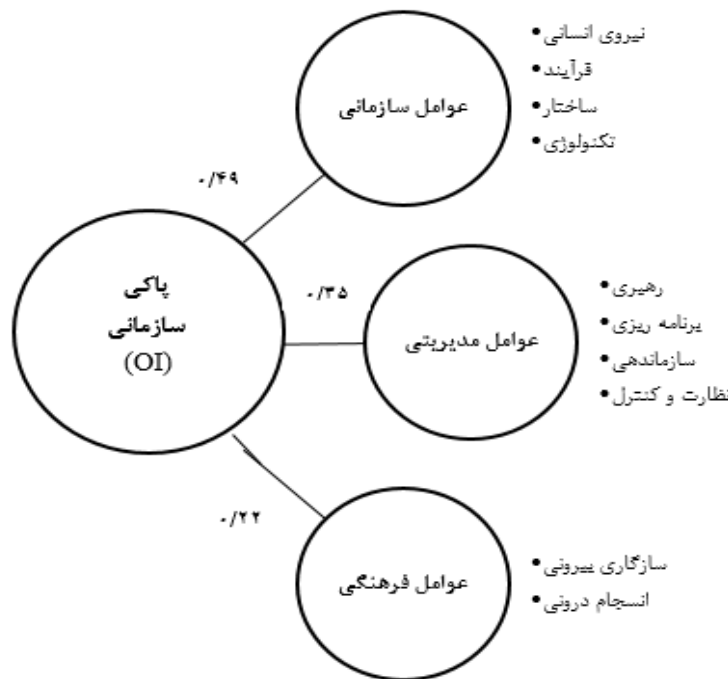 نیروی انسانی
فرآیند
ساختار
تکنولوژی
عوامل سازمانی
۰/۴۹
پاکی
سازمانی
(OI)
۰/۳۵
عوامل مدیریتی
رهبری
برنامه ریزی
سازماندهی
نظارت و کنترل
۰/۲۲
عوامل فرهنگی
سازگاری بیرونی
انسجام درونی